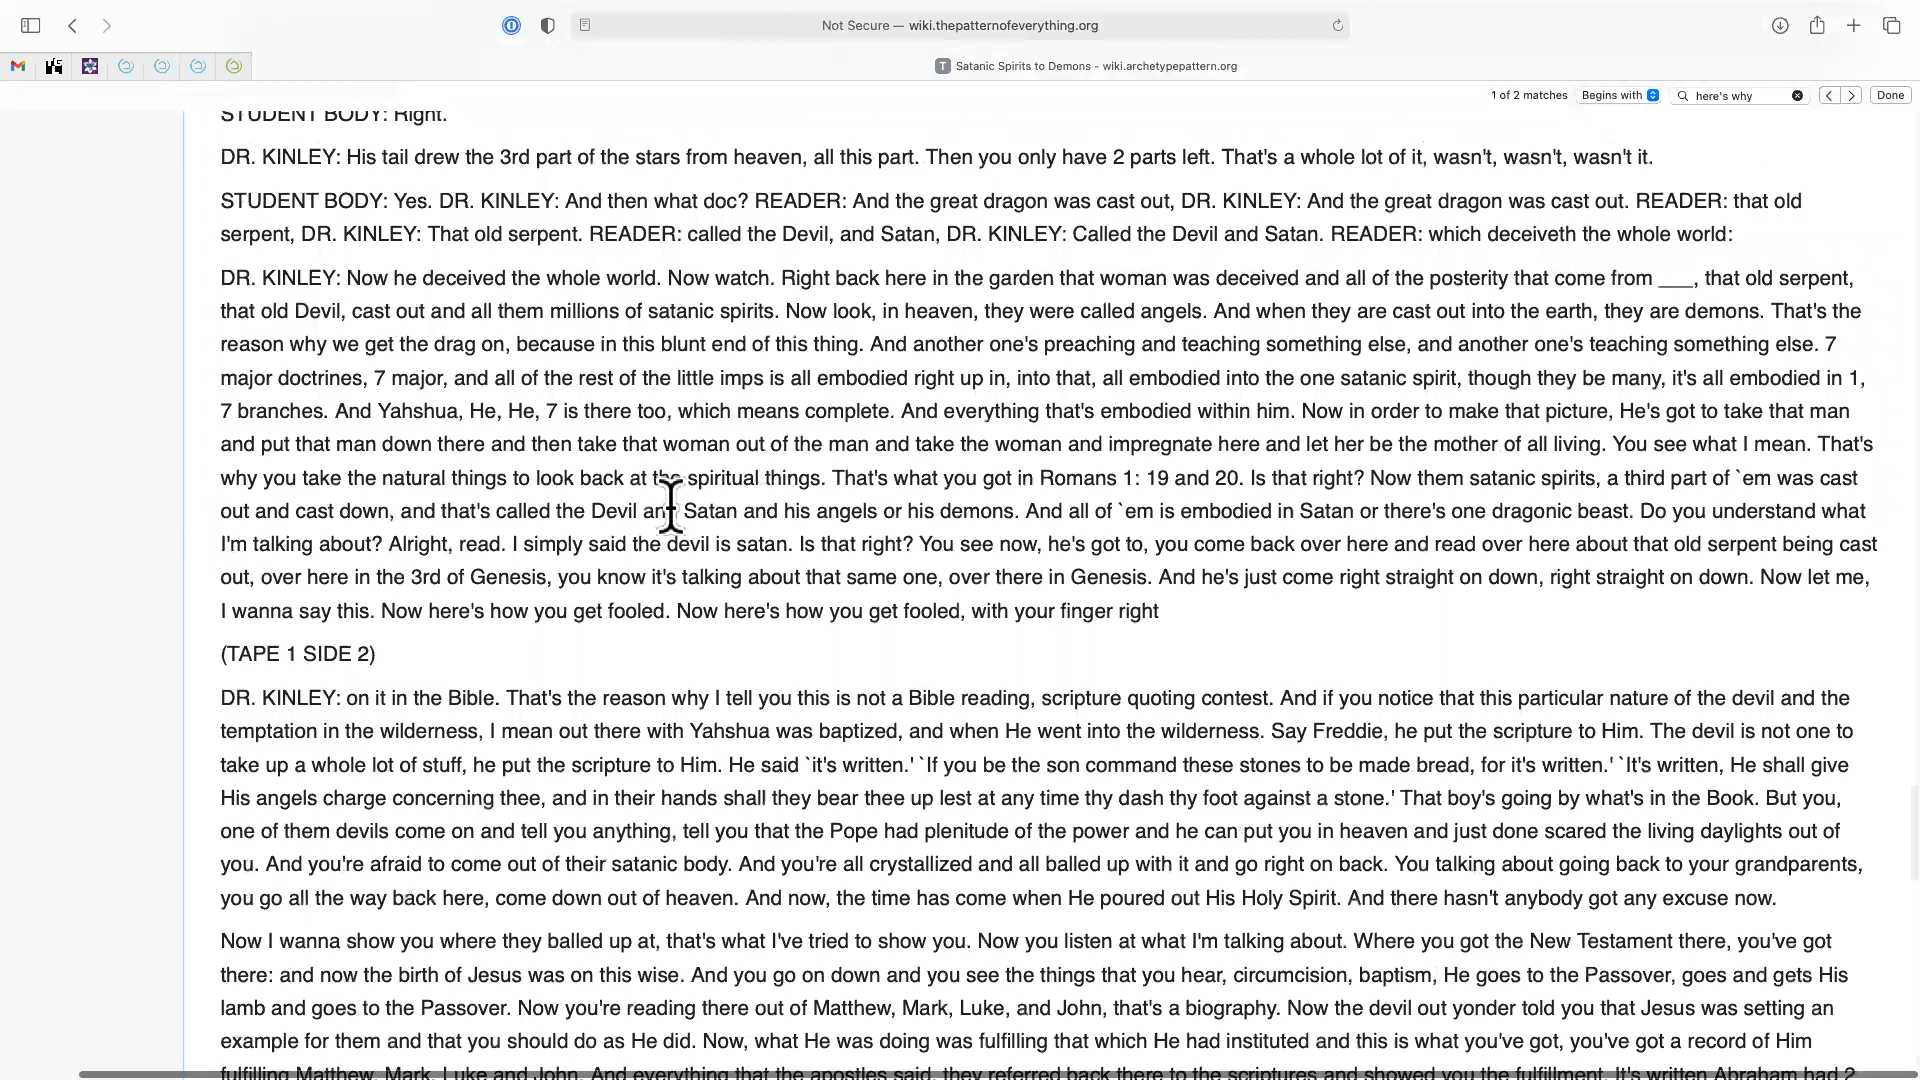 Not Secure — wiki.thepatternofeverything.org
Satanic Spirits to Demons - wiki.archetypepattern.org
1 of 2 matches Begins with here's why Done
STUDENT BODY: Right.
DR. KINLEY: His tail drew the 3rd part of the stars from heaven, all this part. Then you only have 2 parts left. That's a whole lot of it, wasn't, wasn't, wasn't it.
STUDENT BODY: Yes. DR. KINLEY: And then what doc? READER: And the great dragon was cast out, DR. KINLEY: And the great dragon was cast out. READER: that old
serpent, DR. KINLEY: That old serpent. READER: called the Devil, and Satan, DR. KINLEY: Called the Devil and Satan. READER: which deceiveth the whole world:
DR. KINLEY: Now he deceived the whole world. Now watch. Right back here in the garden that woman was deceived and all of the posterity that come from ___, that old serpent,
that old Devil, cast out and all them millions of satanic spirits. Now look, in heaven, they were called angels. And when they are cast out into the earth, they are demons. That's the
reason why we get the drag on, because in this blunt end of this thing. And another one's preaching and teaching something else, and another one's teaching something else. 7
major doctrines, 7 major, and all of the rest of the little imps is all embodied right up in, into that, all embodied into the one satanic spirit, though they be many, it's all embodied in 1,
7 branches. And Yahshua, He, He, 7 is there too, which means complete. And everything that's embodied within him. Now in order to make that picture, He's got to take that man
and put that man down there and then take that woman out of the man and take the woman and impregnate here and let her be the mother of all living. You see what I mean. That's
why you take the natural things to look back at the spiritual things. That's what you got in Romans 1: 19 and 20. Is that right? Now them satanic spirits, a third part of `em was cast
out and cast down, and that's called the Devil and Satan and his angels or his demons. And all of `em is embodied in Satan or there's one dragonic beast. Do you understand what
I'm talking about? Alright, read. I simply said the devil is satan. Is that right? You see now, he's got to, you come back over here and read over here about that old serpent being cast
out, over here in the 3rd of Genesis, you know it's talking about that same one, over there in Genesis. And he's just come right straight on down, right straight on down. Now let me,
I wanna say this. Now here's how you get fooled. Now here's how you get fooled, with your finger right
(TAPE 1 SIDE 2)
DR. KINLEY: on it in the Bible. That's the reason why I tell you this is not a Bible reading, scripture quoting contest. And if you notice that this particular nature of the devil and the
temptation in the wilderness, I mean out there with Yahshua was baptized, and when He went into the wilderness. Say Freddie, he put the scripture to Him. The devil is not one to
take up a whole lot of stuff, he put the scripture to Him. He said `it's written.' `If you be the son command these stones to be made bread, for it's written.' `It's written, He shall give
His angels charge concerning thee, and in their hands shall they bear thee up lest at any time thy dash thy foot against a stone.' That boy's going by what's in the Book. But you,
one of them devils come on and tell you anything, tell you that the Pope had plenitude of the power and he can put you in heaven and just done scared the living daylights out of
you. And you're afraid to come out of their satanic body. And you're all crystallized and all balled up with it and go right on back. You talking about going back to your grandparents,
you go all the way back here, come down out of heaven. And now, the time has come when He poured out His Holy Spirit. And there hasn't anybody got any excuse now.
Now I wanna show you where they balled up at, that's what I've tried to show you. Now you listen at what I'm talking about. Where you got the New Testament there, you've got
there: and now the birth of Jesus was on this wise. And you go on down and you see the things that you hear, circumcision, baptism, He goes to the Passover, goes and gets His
lamb and goes to the Passover. Now you're reading there out of Matthew, Mark, Luke, and John, that's a biography. Now the devil out yonder told you that Jesus was setting an
example for them and that you should do as He did. Now, what He was doing was fulfilling that which He had instituted and this is what you've got, you've got a record of Him
fulfilling Matthew, Mark, Luke and John. And everything that the apostles said, they referred back there to the scriptures and showed you the fulfillment. It's written Abraham had 2